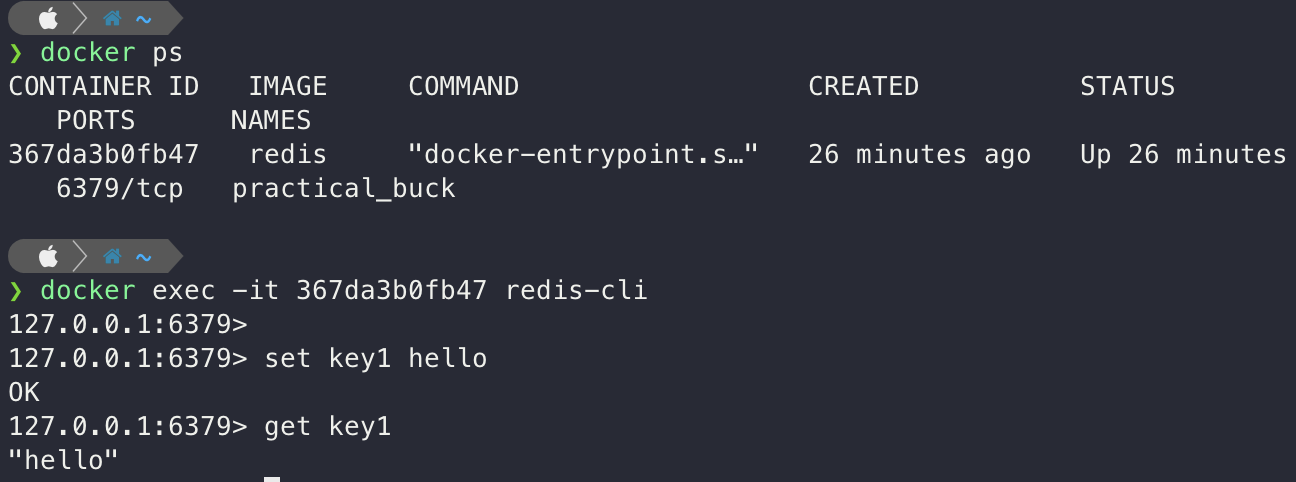 ~
❯ docker ps
CONTAINER ID   IMAGE     COMMAND                  CREATED          STATUS
   PORTS      NAMES
367da3b0fb47   redis     "docker-entrypoint.s…"   26 minutes ago   Up 26 minutes
   6379/tcp   practical_buck
~
❯ docker exec -it 367da3b0fb47 redis-cli
127.0.0.1:6379>
127.0.0.1:6379> set key1 hello
OK
127.0.0.1:6379> get key1
"hello"